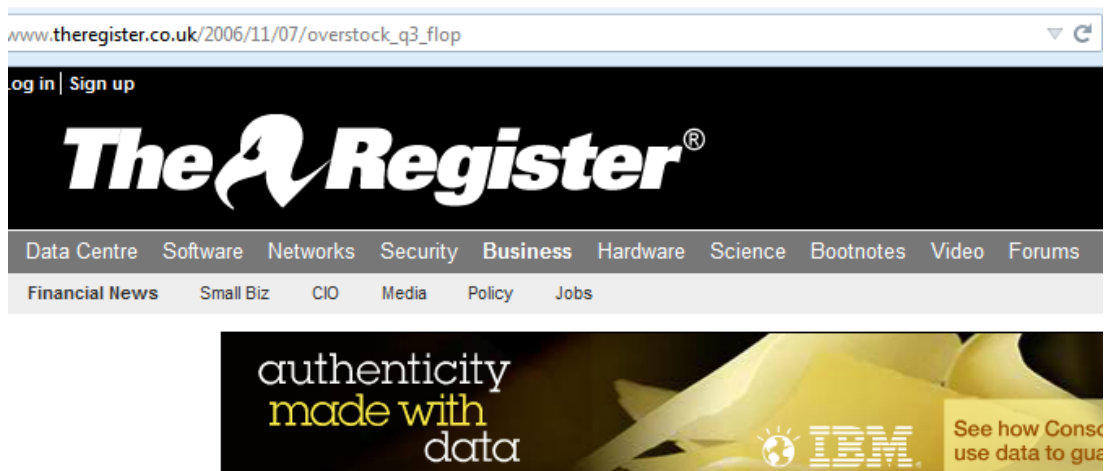 www.theregister.co.uk/2006/11/07/overstock_q3_flop
Log in | Sign up
The Register®
Data Centre Software Networks Security Business Hardware Science Bootnotes Video Forums
Financial News Small Biz CIO Media Policy Jobs
authenticity
made with
data
IBM.
See how Conso
use data to gua